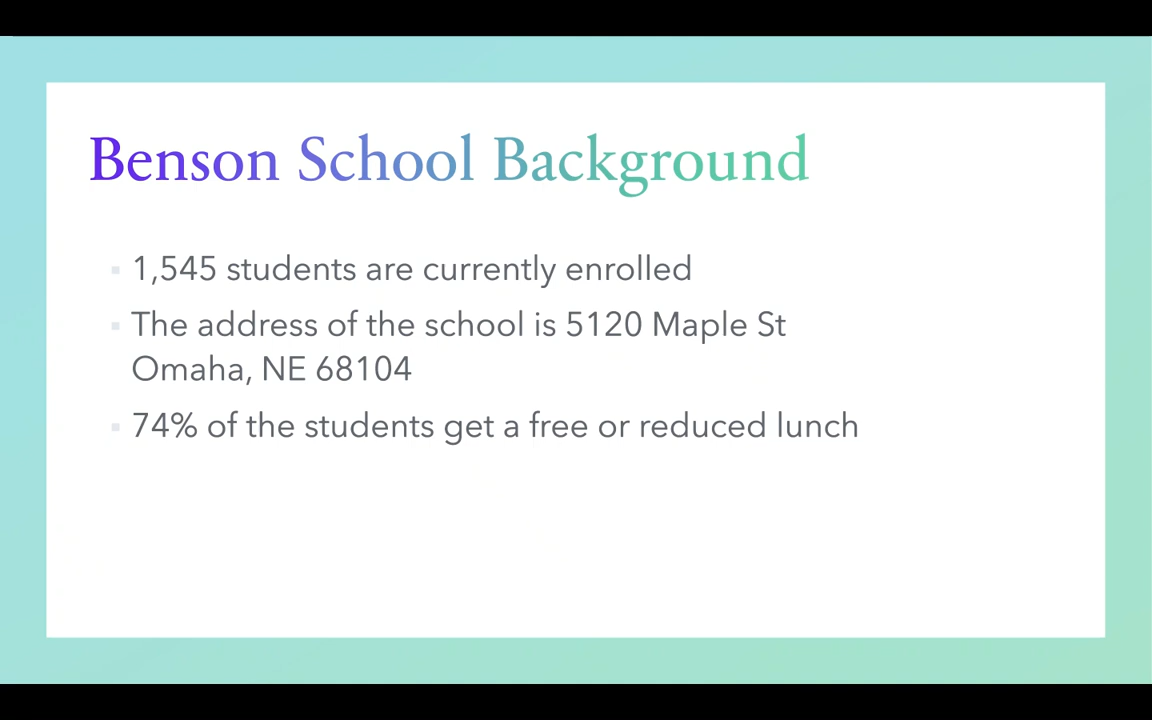 Benson School Background
1,545 students are currently enrolled
The address of the school is 5120 Maple St
Omaha, NE 68104
74% of the students get a free or reduced lunch